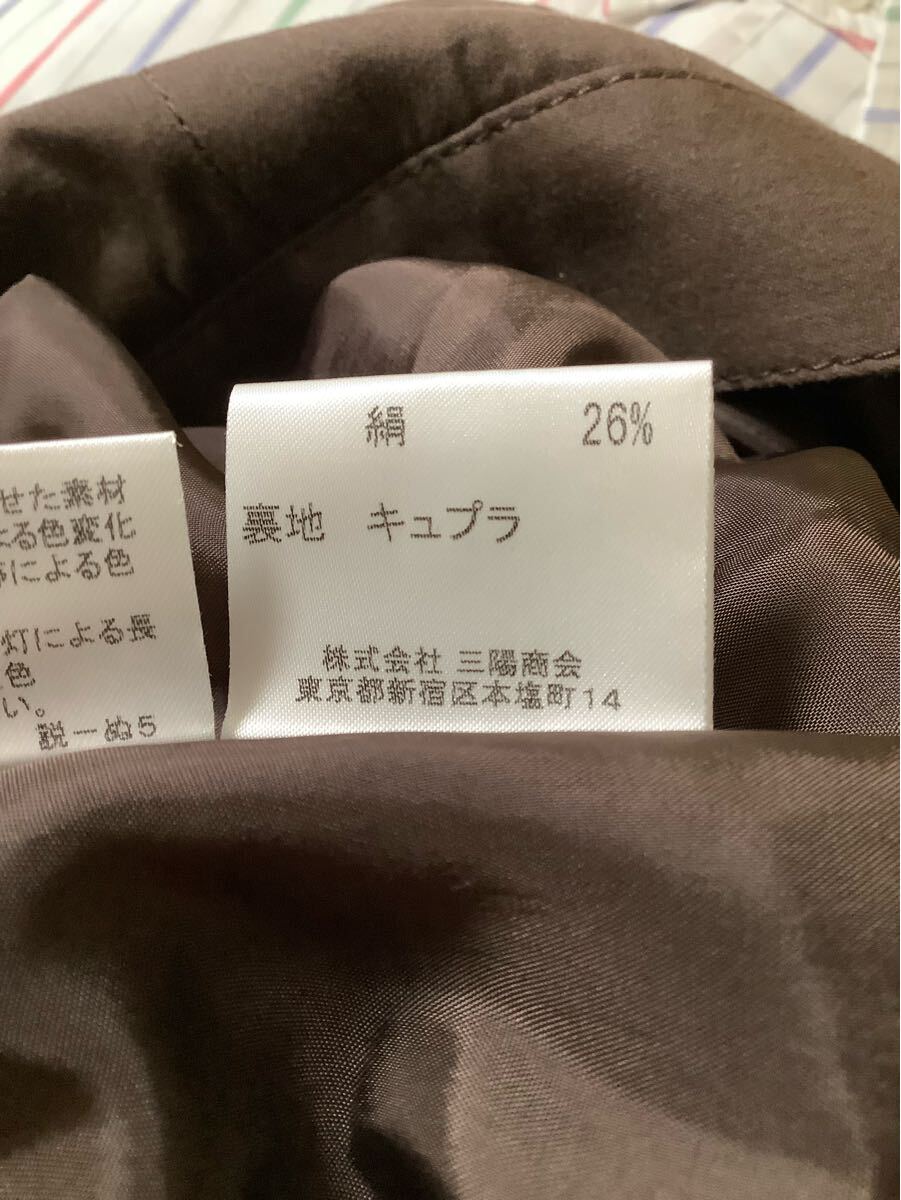 せた素材
よる色変化
による色
灯による長
色
い。
説ーぬ5
絹 26%
裏地 キュプラ
株式会社 三陽商会
東京都新宿区本塩町14